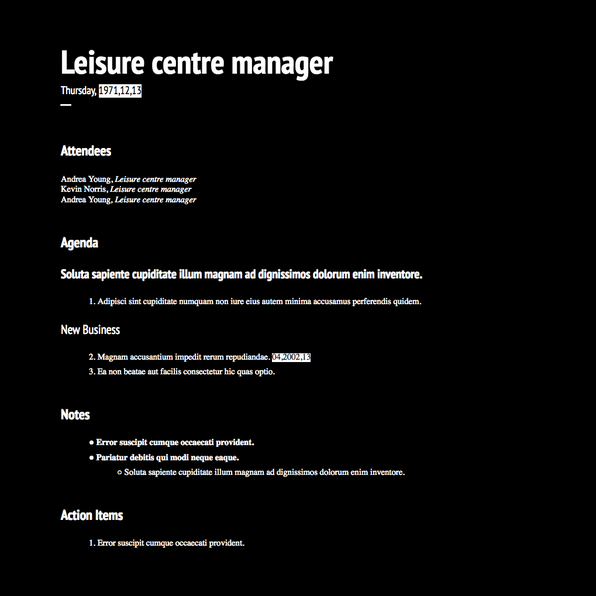 Leisure centre manager
Thursday, 1971,12,13
Attendees
Andrea Young, Leisure centre manager
Kevin Norris, Leisure centre manager
Andrea Young, Leisure centre manager
Agenda
Soluta sapiente cupiditate illum magnam ad dignissimos dolorum enim inventore.
1. Adipisci sint cupiditate numquam non iure eius autem minima accusamus perferendis quidem.
New Business
2. Magnam accusantium impedit rerum repudiandae. 04,2002,13
3. Ea non beatae aut facilis consectetur hic quas optio.
Notes
● Error suscipit cumque occaecati provident.
● Pariatur debitis qui modi neque eaque.
○ Soluta sapiente cupiditate illum magnam ad dignissimos dolorum enim inventore.
Action Items
1. Error suscipit cumque occaecati provident.